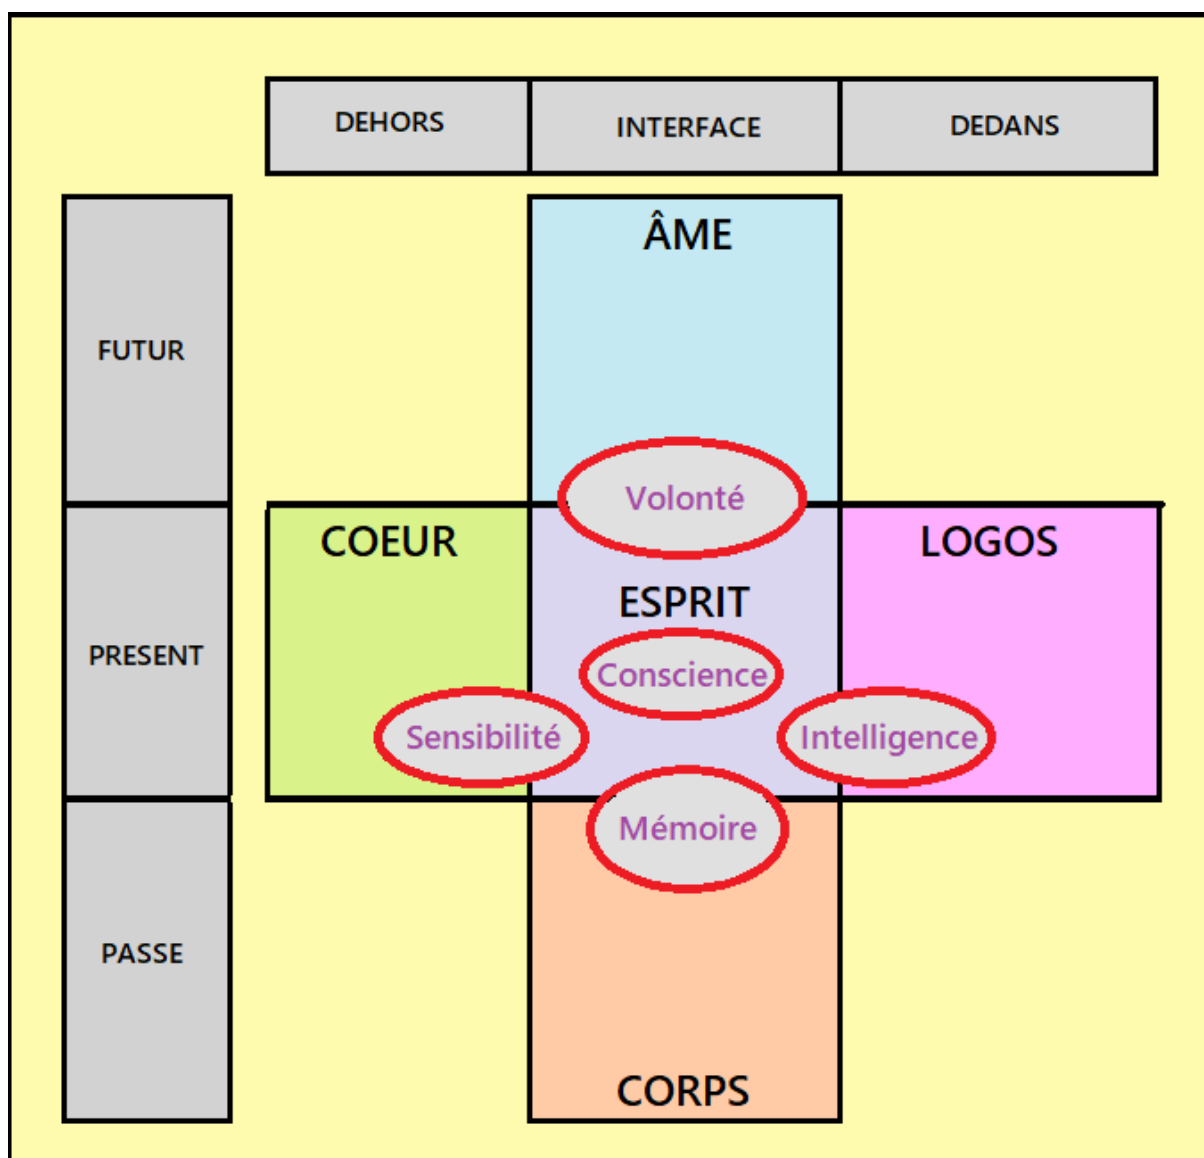 DEHORS
INTERFACE
DEDANS
ÂME
FUTUR
Volonté
COEUR
LOGOS
ESPRIT
PRESENT
Conscience
Sensibilité
Intelligence
Mémoire
PASSE
CORPS